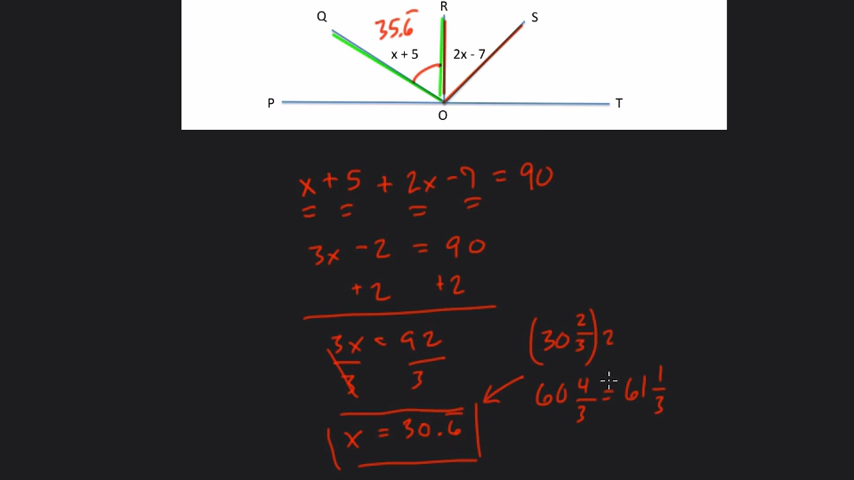 Q 35.6̅ R S
x + 5 2x - 7
P O T
x + 5 + 2x - 7 = 90
3x - 2 = 90
+2 +2
3x/3 = 92/3
(30 2/3) 2
60 4/3 = 61 1/3
x = 30.6̅